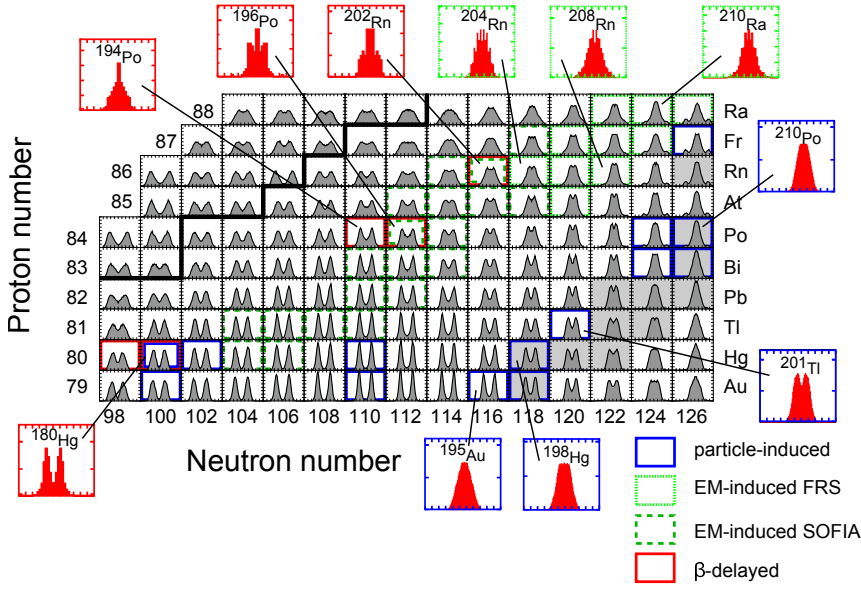 194Po
196Po
202Rn
204Rn
208Rn
210Ra
88
Ra
87
Fr
86
Rn
85
At
84
Po
83
Bi
82
Pb
81
Tl
80
Hg
79
Au
Proton number
98 100 102 104 106 108 110 112 114 116 118 120 122 124 126
Neutron number
210Po
201Tl
180Hg
195Au
198Hg
particle-induced
EM-induced FRS
EM-induced SOFIA
β-delayed